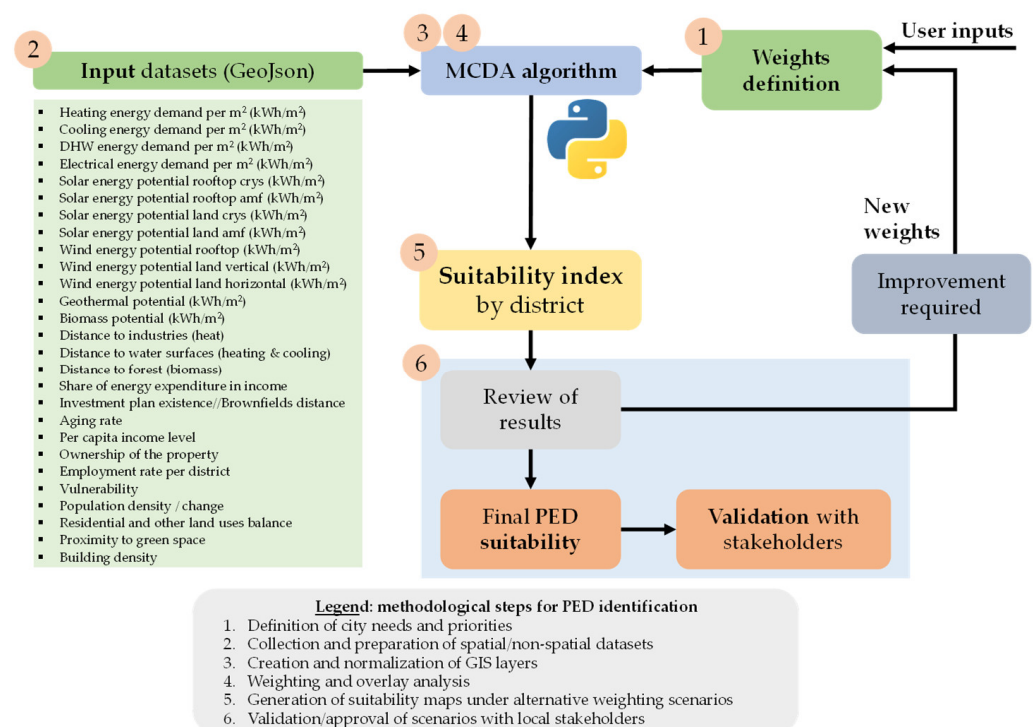 2
Input datasets (GeoJson)
3
4
MCDA algorithm
1
Weights
definition
User inputs
▪ Heating energy demand per m² (kWh/m²)
▪ Cooling energy demand per m² (kWh/m²)
▪ DHW energy demand per m² (kWh/m²)
▪ Electrical energy demand per m² (kWh/m²)
▪ Solar energy potential rooftop crys (kWh/m²)
▪ Solar energy potential rooftop amf (kWh/m²)
▪ Solar energy potential land crys (kWh/m²)
▪ Solar energy potential land amf (kWh/m²)
▪ Wind energy potential rooftop (kWh/m²)
▪ Wind energy potential land vertical (kWh/m²)
▪ Wind energy potential land horizontal (kWh/m²)
▪ Geothermal potential (kWh/m²)
▪ Biomass potential (kWh/m²)
▪ Distance to industries (heat)
▪ Distance to water surfaces (heating & cooling)
▪ Distance to forest (biomass)
▪ Share of energy expenditure in income
▪ Investment plan existence//Brownfields distance
▪ Aging rate
▪ Per capita income level
▪ Ownership of the property
▪ Employment rate per district
▪ Vulnerability
▪ Population density / change
▪ Residential and other land uses balance
▪ Proximity to green space
▪ Building density
New
weights
5
Suitability index
by district
Improvement
required
6
Review of
results
Final PED
suitability
Validation with
stakeholders
Legend: methodological steps for PED identification
1. Definition of city needs and priorities
2. Collection and preparation of spatial/non-spatial datasets
3. Creation and normalization of GIS layers
4. Weighting and overlay analysis
5. Generation of suitability maps under alternative weighting scenarios
6. Validation/approval of scenarios with local stakeholders